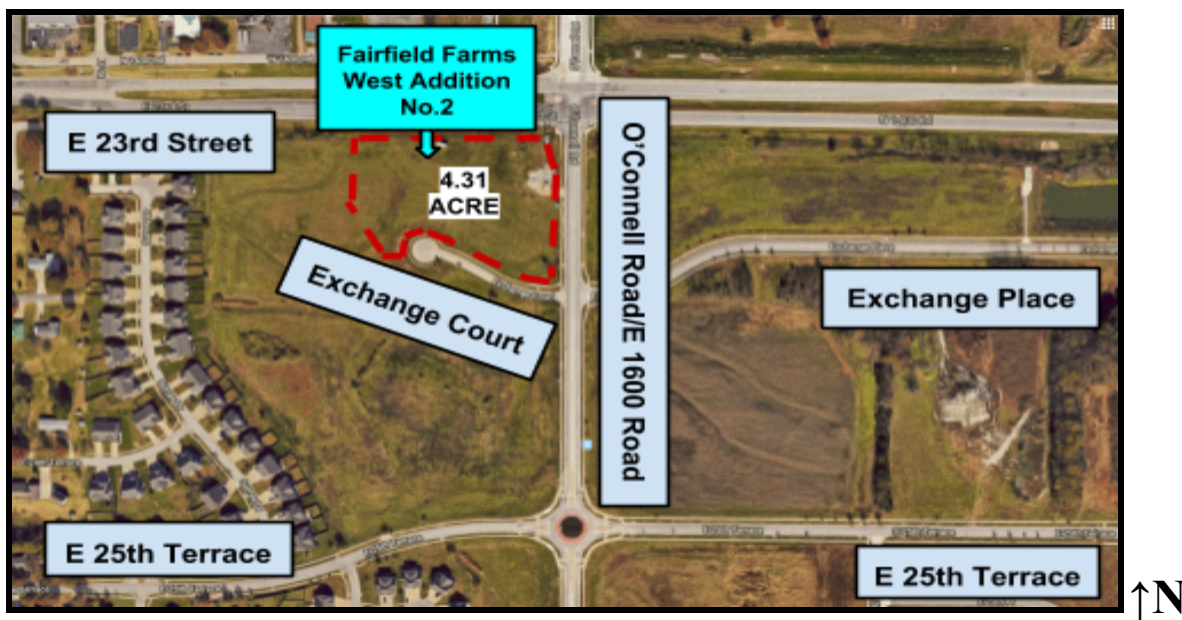 Fairfield Farms
West Addition
No.2
E 23rd Street
4.31
ACRE
O'Connell Road/E 1600 Road
Exchange Court
Exchange Place
E 25th Terrace
E 25th Terrace
↑N